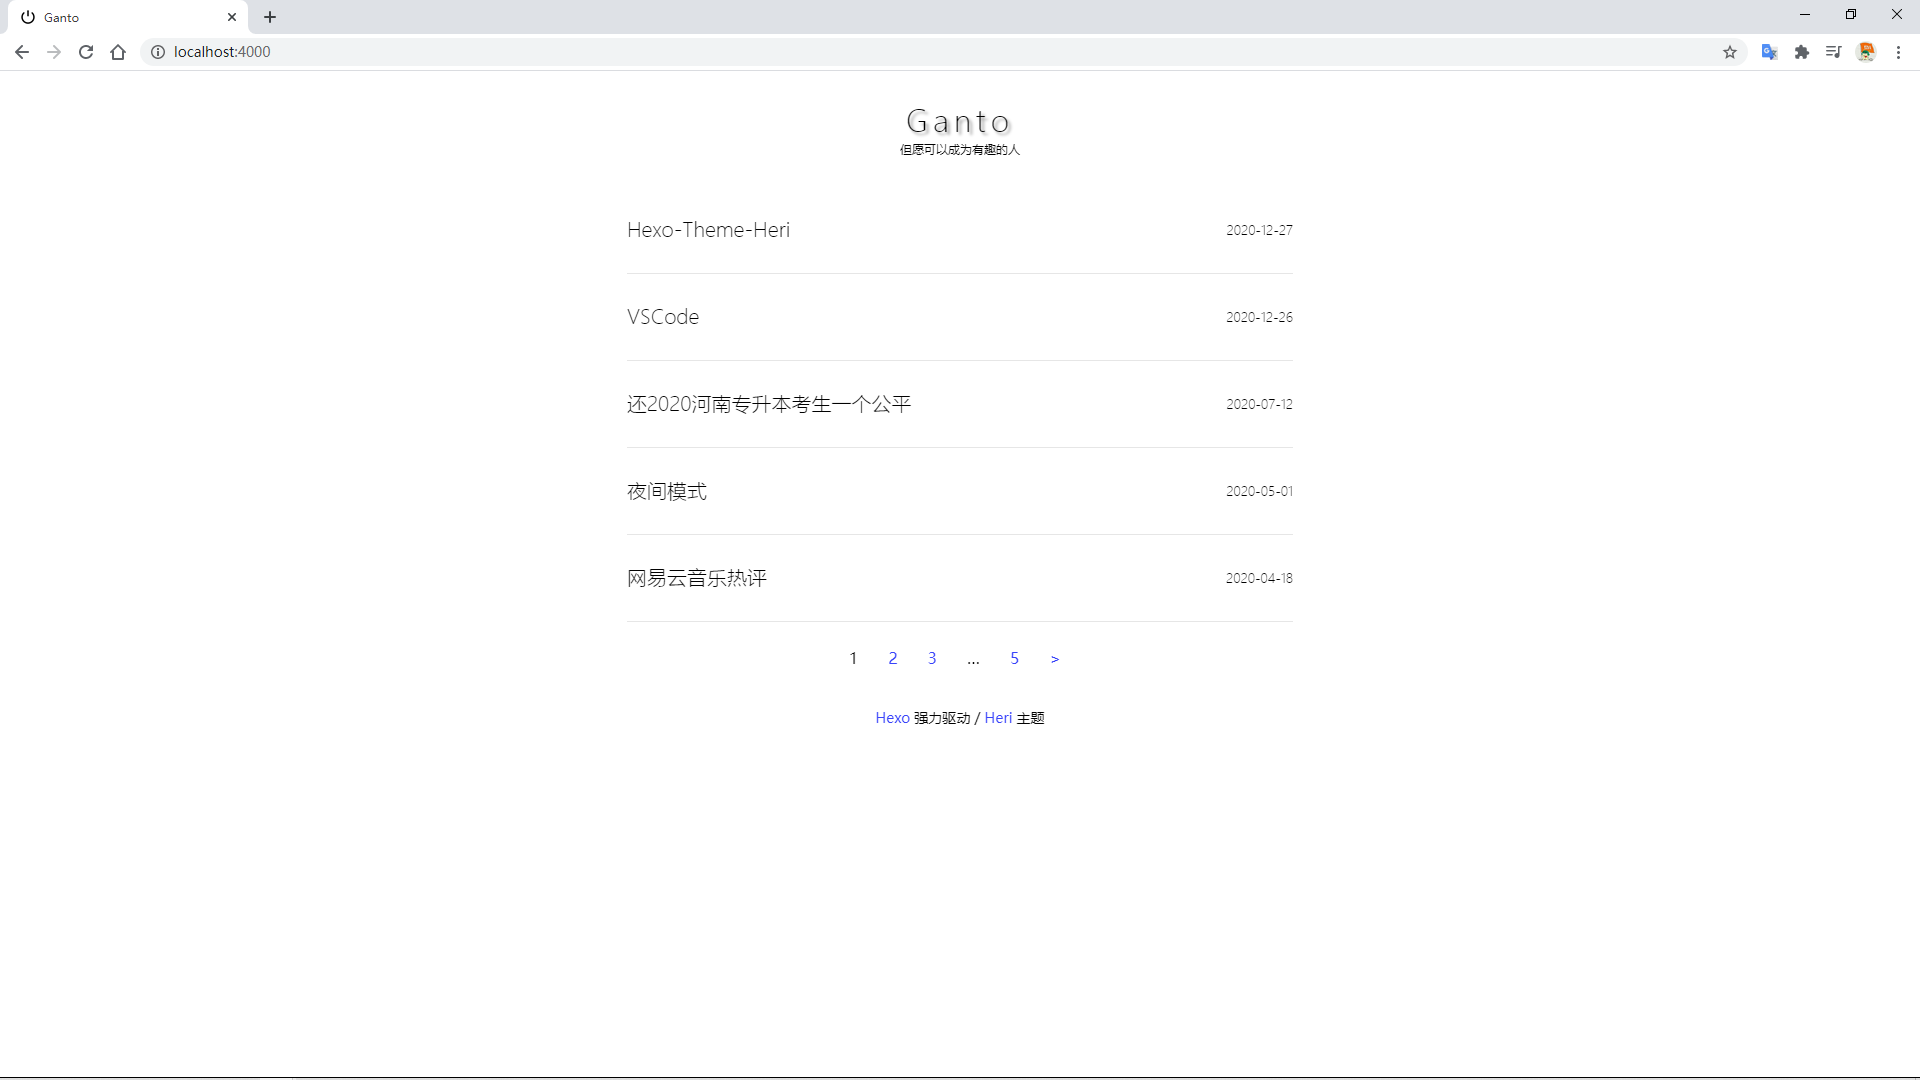 Ganto
localhost:4000
Ganto
但愿可以成为有趣的人
Hexo-Theme-Heri 2020-12-27
VSCode 2020-12-26
还2020河南专升本考生一个公平 2020-07-12
夜间模式 2020-05-01
网易云音乐热评 2020-04-18
1 2 3 ... 5 >
Hexo 强力驱动 / Heri 主题